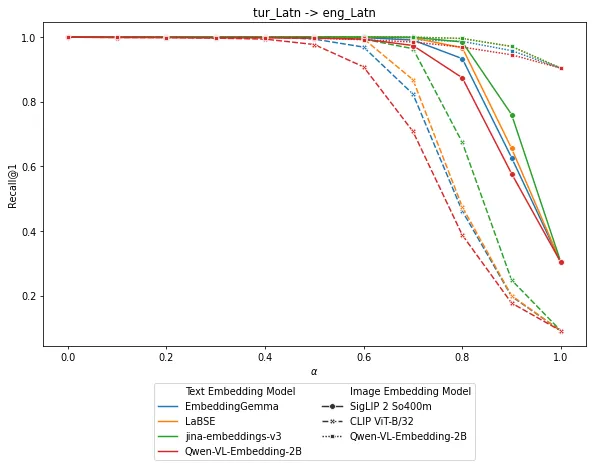 tur_Latn -> eng_Latn
Recall@1
1.0
0.8
0.6
0.4
0.2
0.0
0.2
0.4
0.6
0.8
1.0
α
Text Embedding Model
EmbeddingGemma
LaBSE
jina-embeddings-v3
Qwen-VL-Embedding-2B
Image Embedding Model
SigLIP 2 So400m
CLIP ViT-B/32
Qwen-VL-Embedding-2B